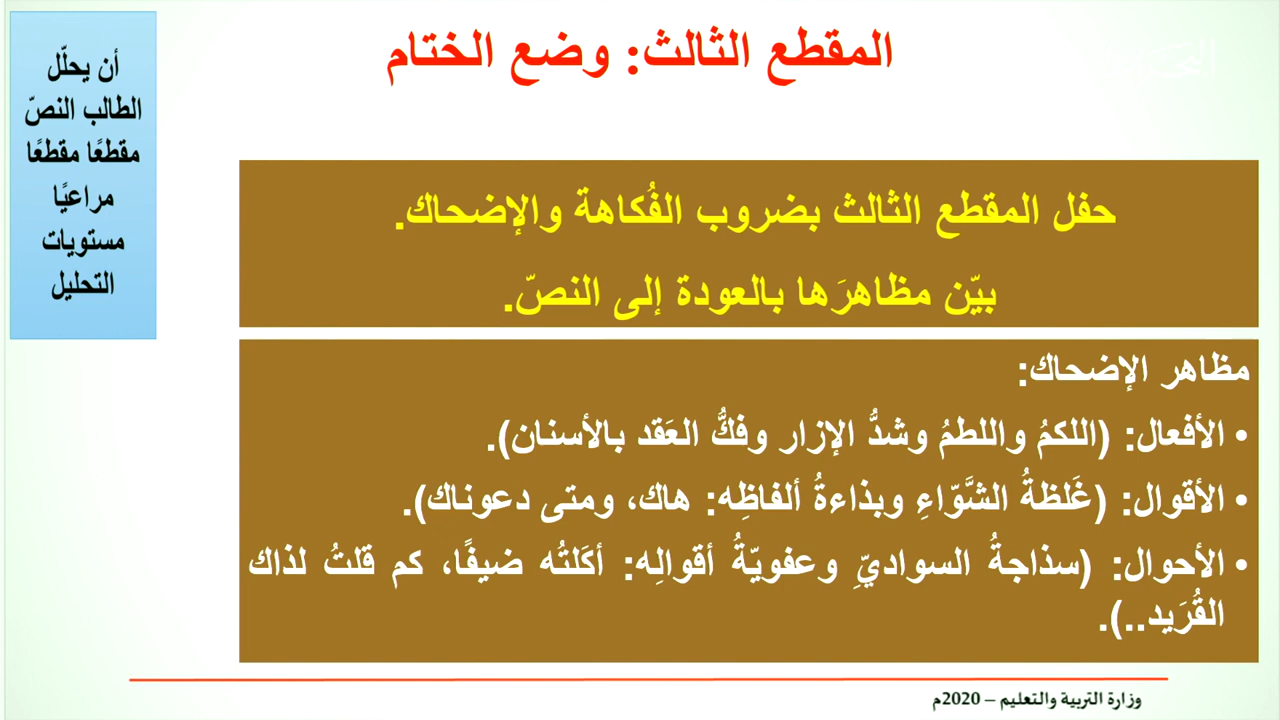 المقطع الثالث: وضع الختام
أن يحلّل
الطالب النصّ
مقطعًا مقطعًا
مراعيًا
مستويات
التحليل
حفل المقطع الثالث بضروب الفُكاهة والإضحاك.
بيّن مظاهرَها بالعودة إلى النصّ.
مظاهر الإضحاك:
• الأفعال: (اللكمُ واللطمُ وشدُّ الإزار وفكُّ العَقد بالأسنان).
• الأقوال: (غَلظةُ الشَّوّاءِ وبذاءةُ ألفاظِه: هاك، ومتى دعوناك).
• الأحوال: (سذاجةُ السواديِّ وعفويّةُ أقوالِه: أكَلتُه ضيفًا، كم قلتُ لذاك
القُرَيد..).
وزارة التربية والتعليم – 2020م